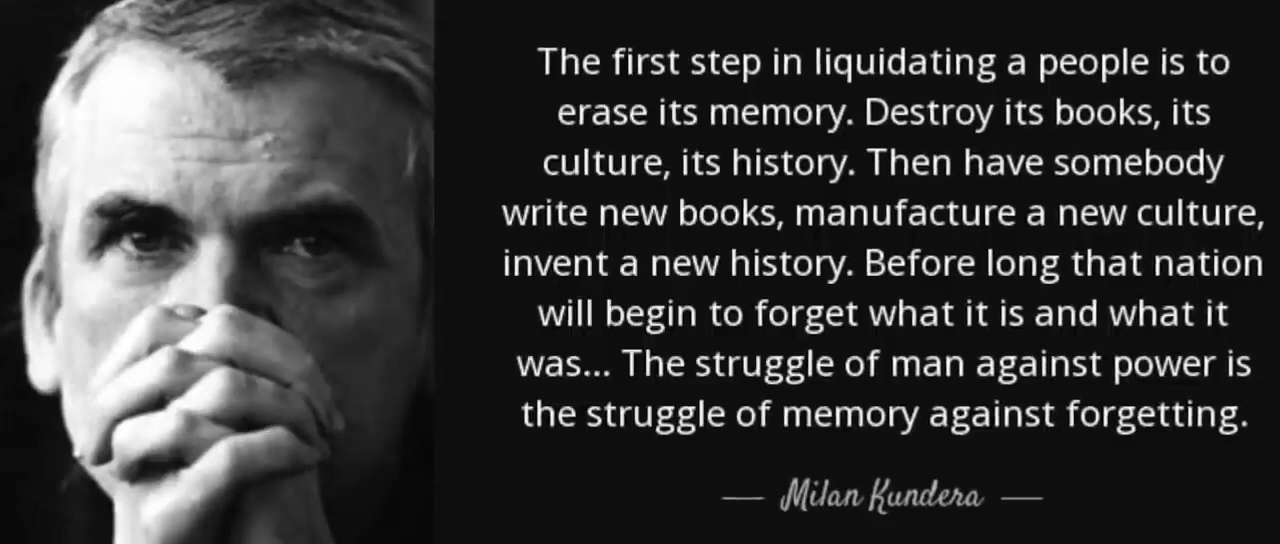 The first step in liquidating a people is to
erase its memory. Destroy its books, its
culture, its history. Then have somebody
write new books, manufacture a new culture,
invent a new history. Before long that nation
will begin to forget what it is and what it
was... The struggle of man against power is
the struggle of memory against forgetting.
Milan Kundera